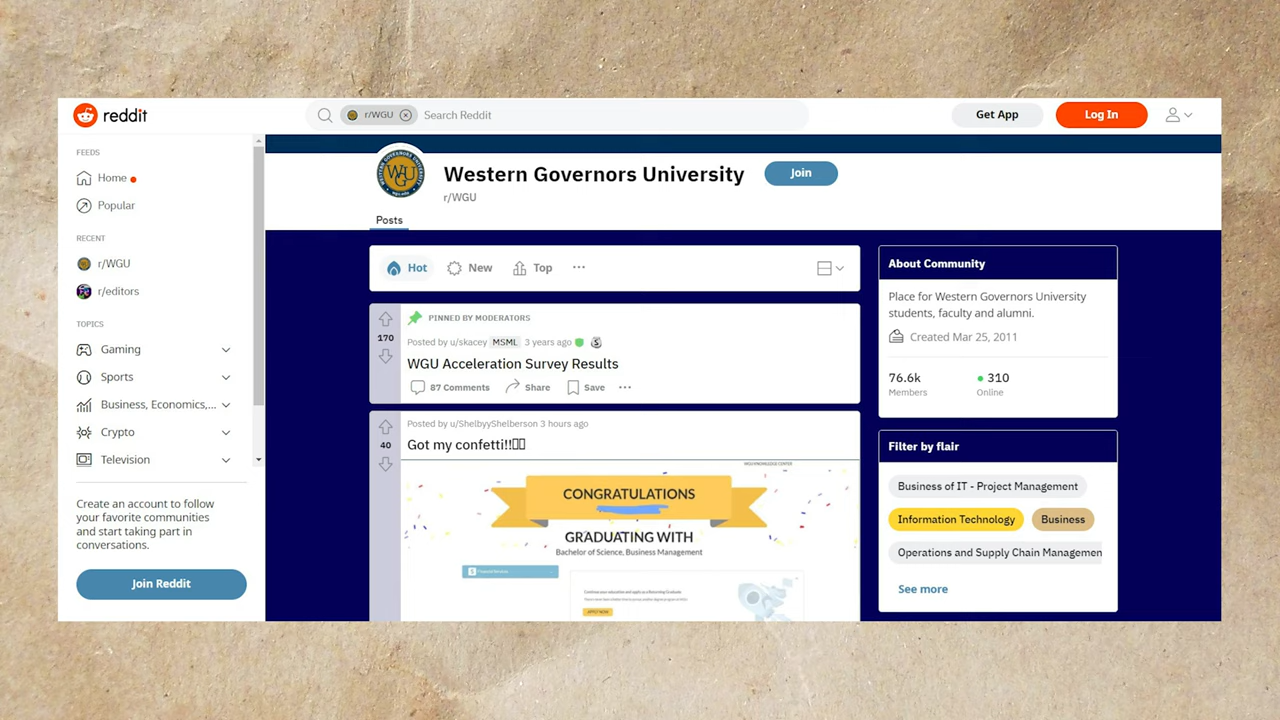 reddit
r/WGU
Search Reddit
Get App
Log In
FEEDS
Home
Popular
RECENT
r/WGU
r/editors
TOPICS
Gaming
Sports
Business, Economics,...
Crypto
Television
Create an account to follow
your favorite communities
and start taking part in
conversations.
Join Reddit
WGU
Western Governors University
Join
r/WGU
Posts
Hot
New
Top
PINNED BY MODERATORS
170
Posted by u/skacey MSML 3 years ago
WGU Acceleration Survey Results
87 Comments
Share
Save
Posted by u/ShelbyyShelberson 3 hours ago
40
Got my confetti!!
WGU KNOWLEDGE CENTER
CONGRATULATIONS
GRADUATING WITH
Bachelor of Science, Business Management
APPLY NOW
About Community
Place for Western Governors University
students, faculty and alumni.
Created Mar 25, 2011
76.6k
310
Members
Online
Filter by flair
Business of IT - Project Management
Information Technology
Business
Operations and Supply Chain Managemen
See more